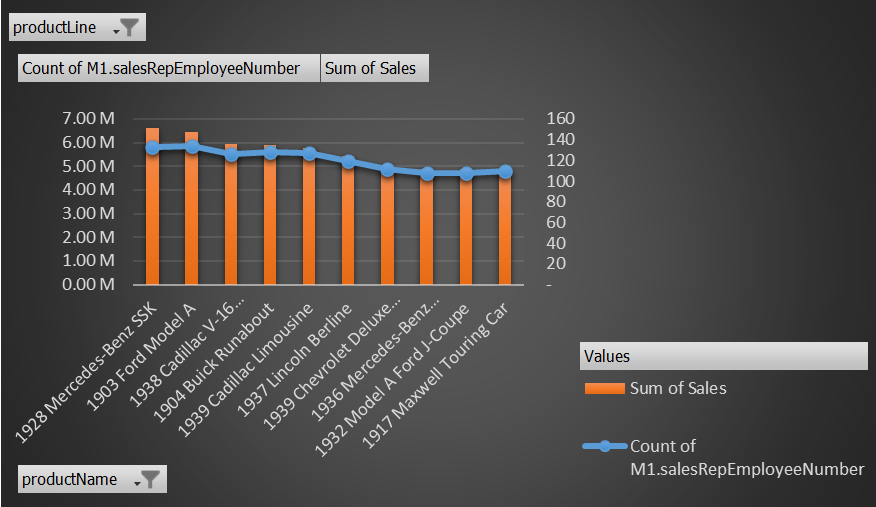 productLine
Count of M1.salesRepEmployeeNumber Sum of Sales
7.00 M
6.00 M
5.00 M
4.00 M
3.00 M
2.00 M
1.00 M
0.00 M
160
140
120
100
80
60
40
20
-
1928 Mercedes-Benz SSK
1903 Ford Model A
1938 Cadillac V-16...
1904 Buick Runabout
1939 Cadillac Limousine
1937 Lincoln Berline
1939 Chevrolet Deluxe...
1936 Mercedes-Benz...
1932 Model A Ford J-Coupe
1917 Maxwell Touring Car
Values
Sum of Sales
Count of
M1.salesRepEmployeeNumber
productName